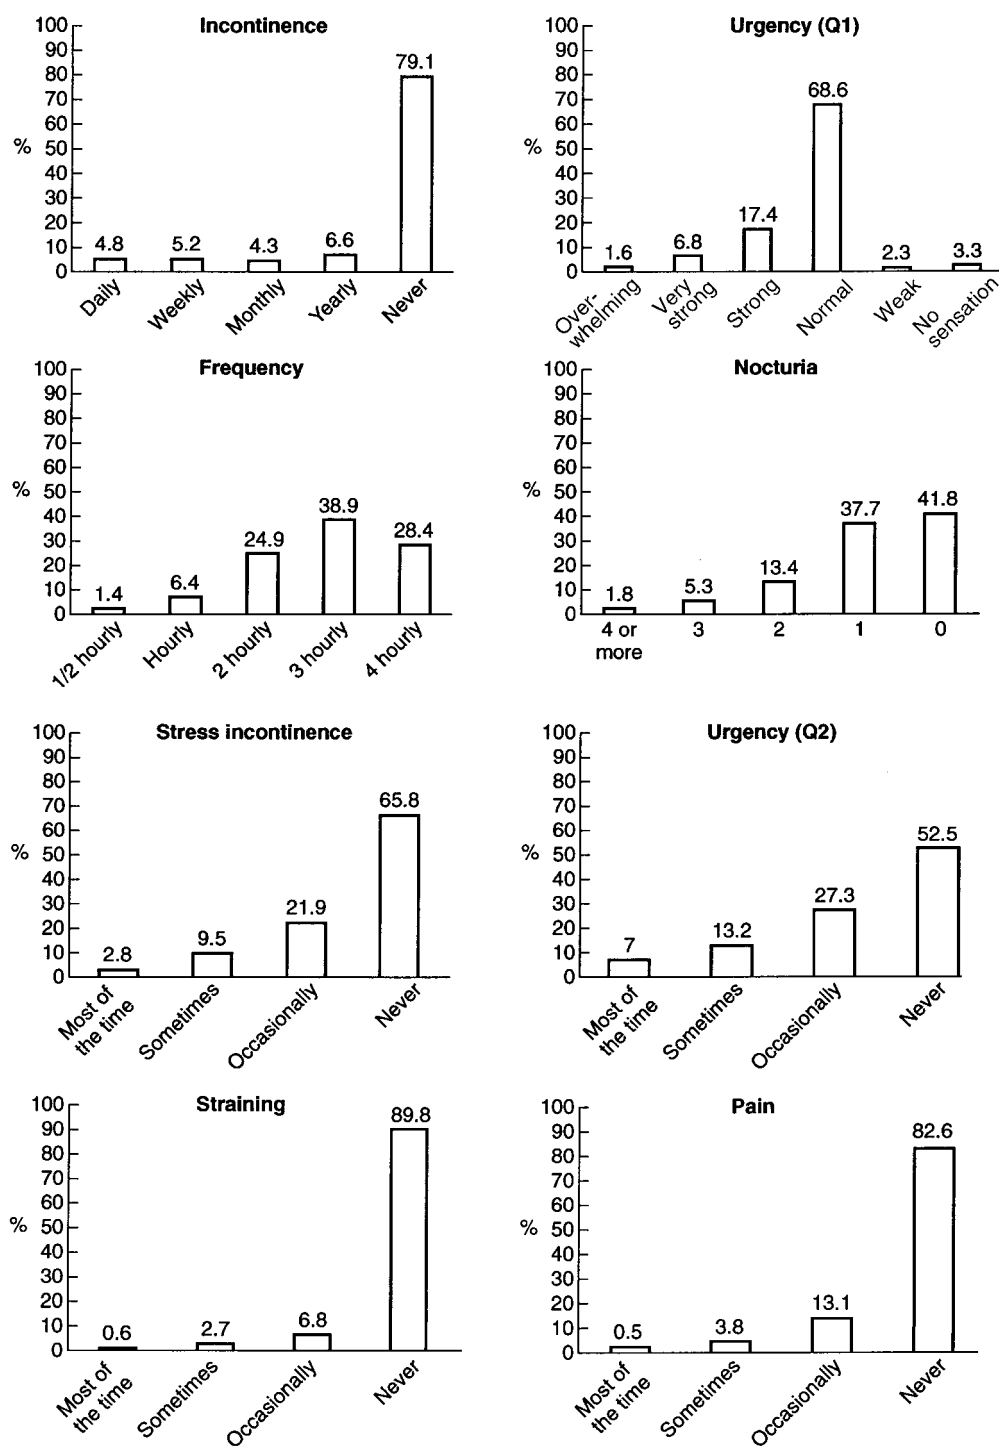 Incontinence
100
90
80
70
60
50
40
30
20
10
0
%
4.8
5.2
4.3
6.6
79.1
Daily
Weekly
Monthly
Yearly
Never
Urgency (Q1)
100
90
80
70
60
50
40
30
20
10
0
%
1.6
6.8
17.4
68.6
2.3
3.3
Over-
whelming
Very
strong
Strong
Normal
Weak
No
sensation
Frequency
100
90
80
70
60
50
40
30
20
10
0
%
1.4
6.4
24.9
38.9
28.4
1/2 hourly
Hourly
2 hourly
3 hourly
4 hourly
Nocturia
100
90
80
70
60
50
40
30
20
10
0
%
1.8
5.3
13.4
37.7
41.8
4 or
more
3
2
1
0
Stress incontinence
100
90
80
70
60
50
40
30
20
10
0
%
2.8
9.5
21.9
65.8
Most of
the time
Sometimes
Occasionally
Never
Urgency (Q2)
100
90
80
70
60
50
40
30
20
10
0
%
7
13.2
27.3
52.5
Most of
the time
Sometimes
Occasionally
Never
Straining
100
90
80
70
60
50
40
30
20
10
0
%
0.6
2.7
6.8
89.8
Most of
the time
Sometimes
Occasionally
Never
Pain
100
90
80
70
60
50
40
30
20
10
0
%
0.5
3.8
13.1
82.6
Most of
the time
Sometimes
Occasionally
Never